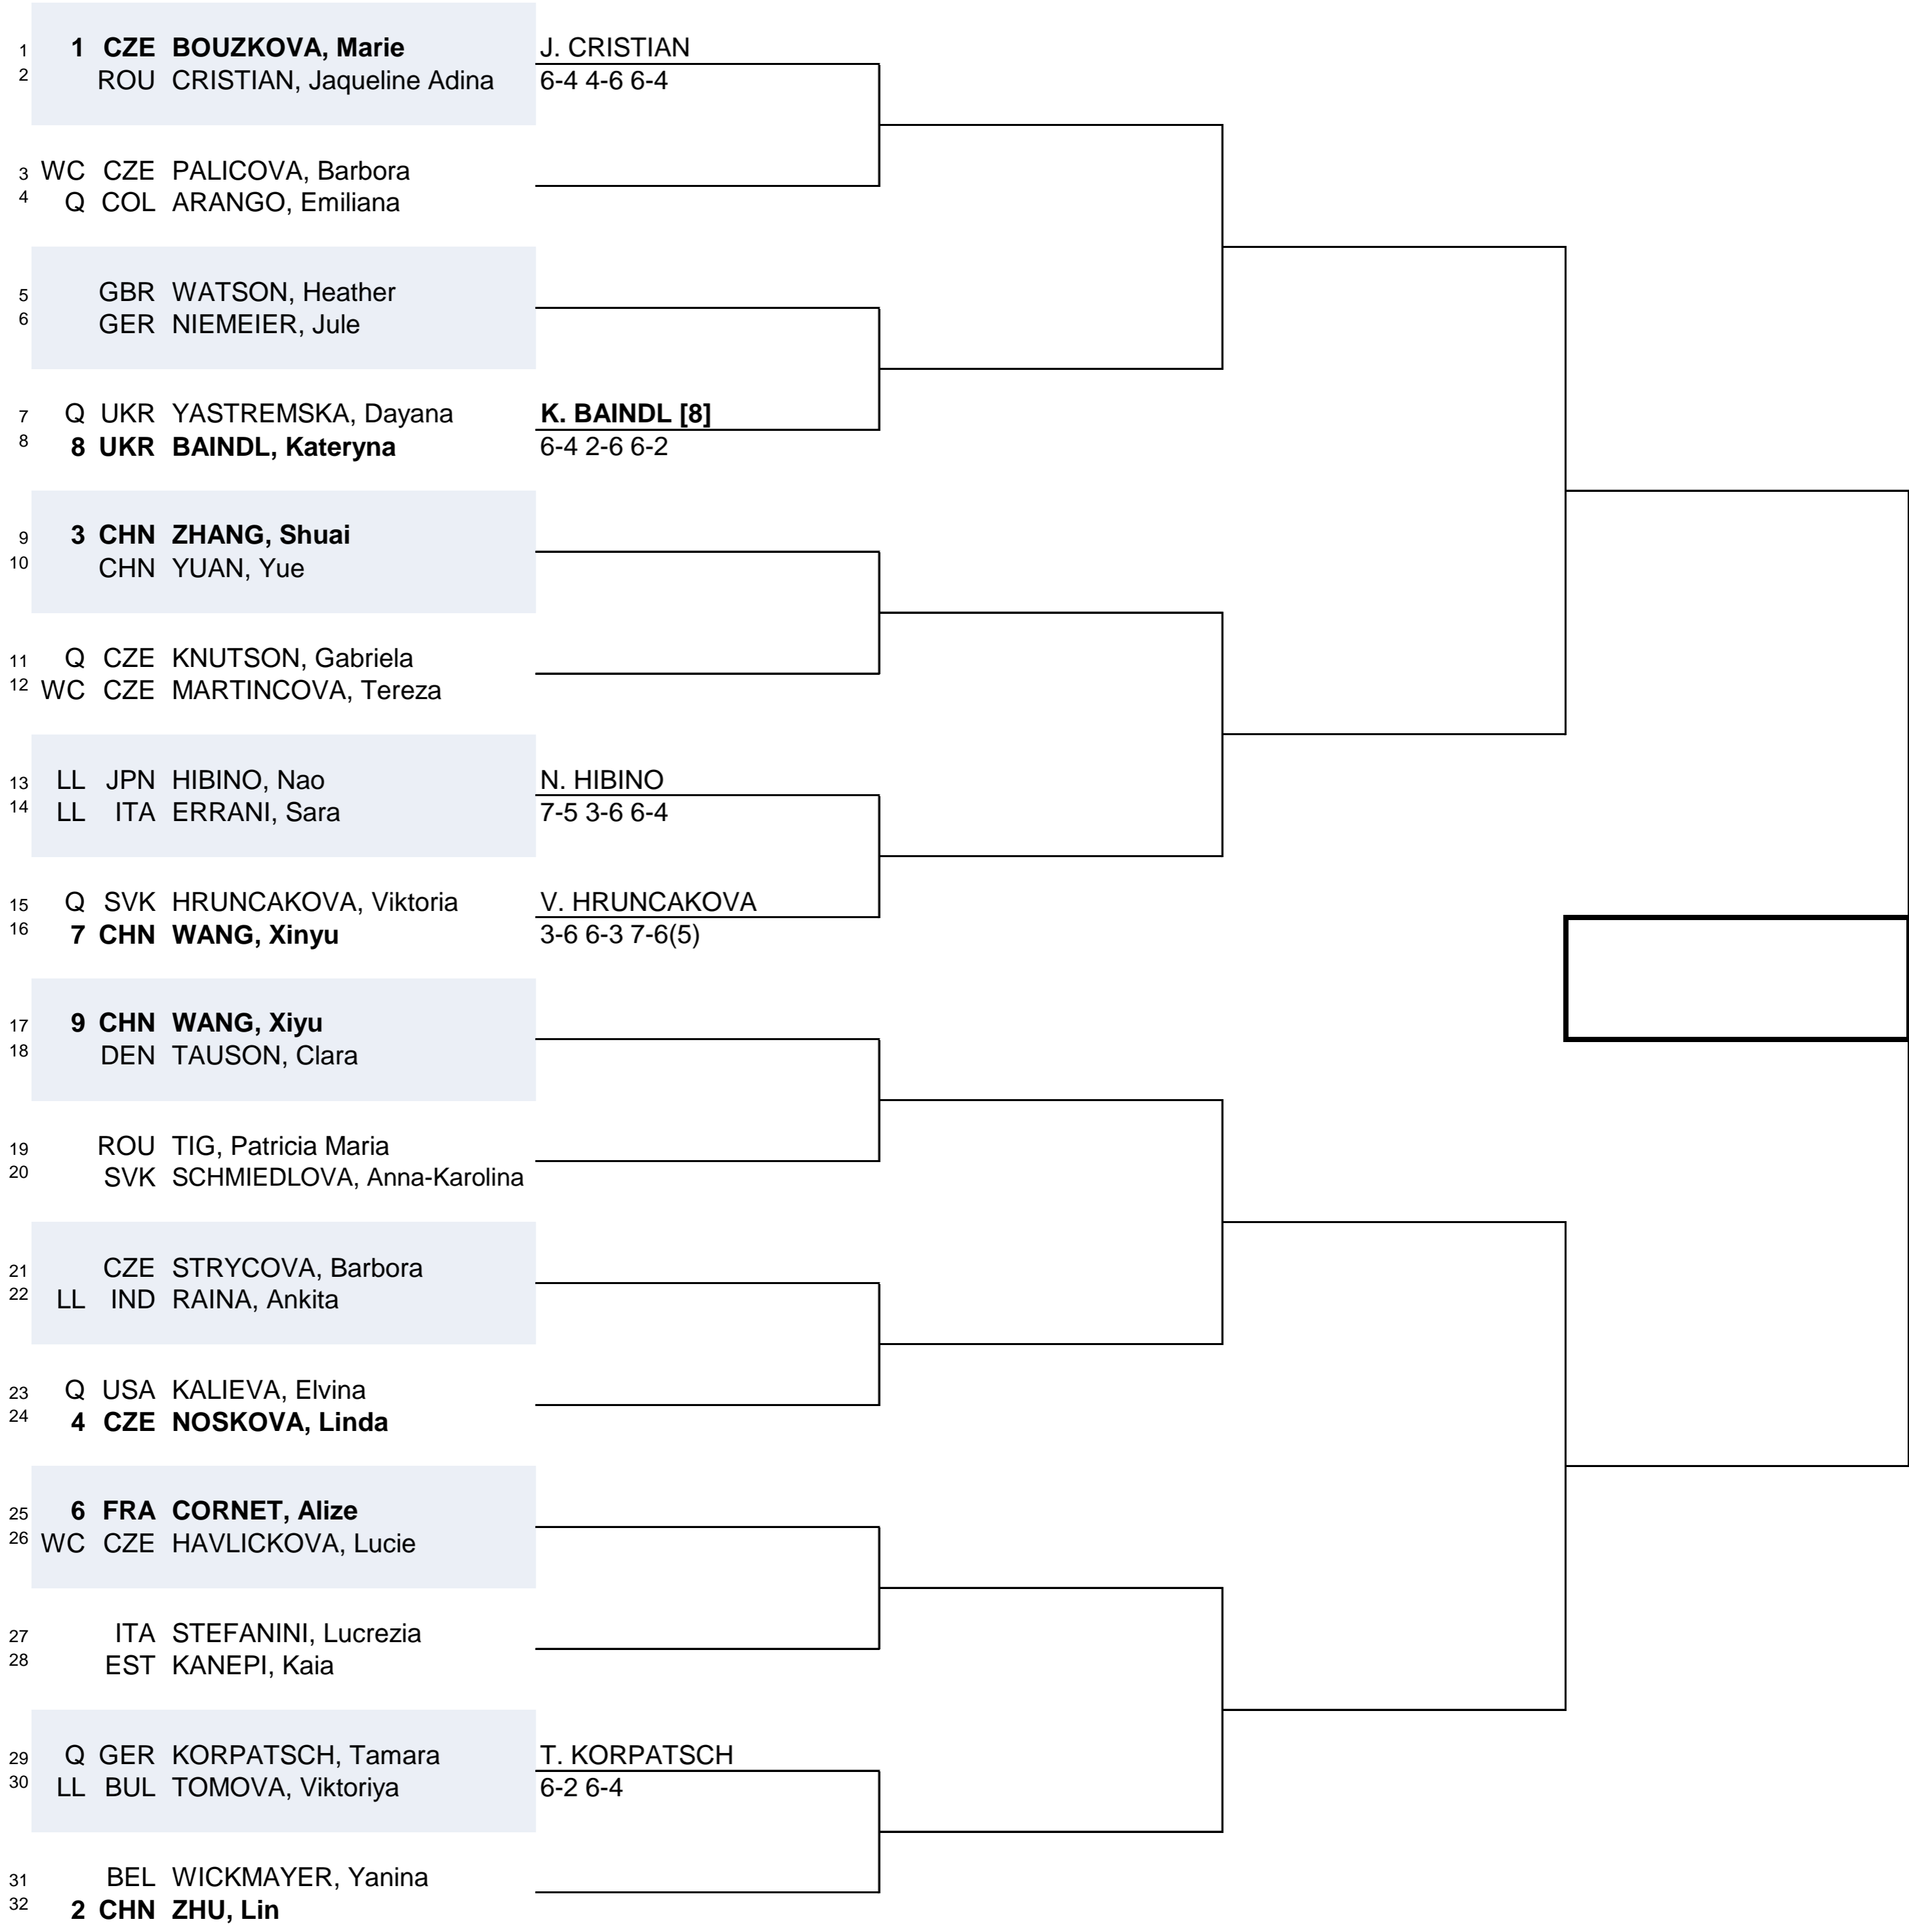 1 1 CZE BOUZKOVA, Marie J. CRISTIAN
2 ROU CRISTIAN, Jaqueline Adina 6-4 4-6 6-4
3 WC CZE PALICOVA, Barbora
4 Q COL ARANGO, Emiliana
5 GBR WATSON, Heather
6 GER NIEMEIER, Jule
7 Q UKR YASTREMSKA, Dayana K. BAINDL [8]
8 8 UKR BAINDL, Kateryna 6-4 2-6 6-2
9 3 CHN ZHANG, Shuai
10 CHN YUAN, Yue
11 Q CZE KNUTSON, Gabriela
12 WC CZE MARTINCOVA, Tereza
13 LL JPN HIBINO, Nao N. HIBINO
14 LL ITA ERRANI, Sara 7-5 3-6 6-4
15 Q SVK HRUNCAKOVA, Viktoria V. HRUNCAKOVA
16 7 CHN WANG, Xinyu 3-6 6-3 7-6(5)
17 9 CHN WANG, Xiyu
18 DEN TAUSON, Clara
19 ROU TIG, Patricia Maria
20 SVK SCHMIEDLOVA, Anna-Karolina
21 CZE STRYCOVA, Barbora
22 LL IND RAINA, Ankita
23 Q USA KALIEVA, Elvina
24 4 CZE NOSKOVA, Linda
25 6 FRA CORNET, Alize
26 WC CZE HAVLICKOVA, Lucie
27 ITA STEFANINI, Lucrezia
28 EST KANEPI, Kaia
29 Q GER KORPATSCH, Tamara T. KORPATSCH
30 LL BUL TOMOVA, Viktoriya 6-2 6-4
31 BEL WICKMAYER, Yanina
32 2 CHN ZHU, Lin